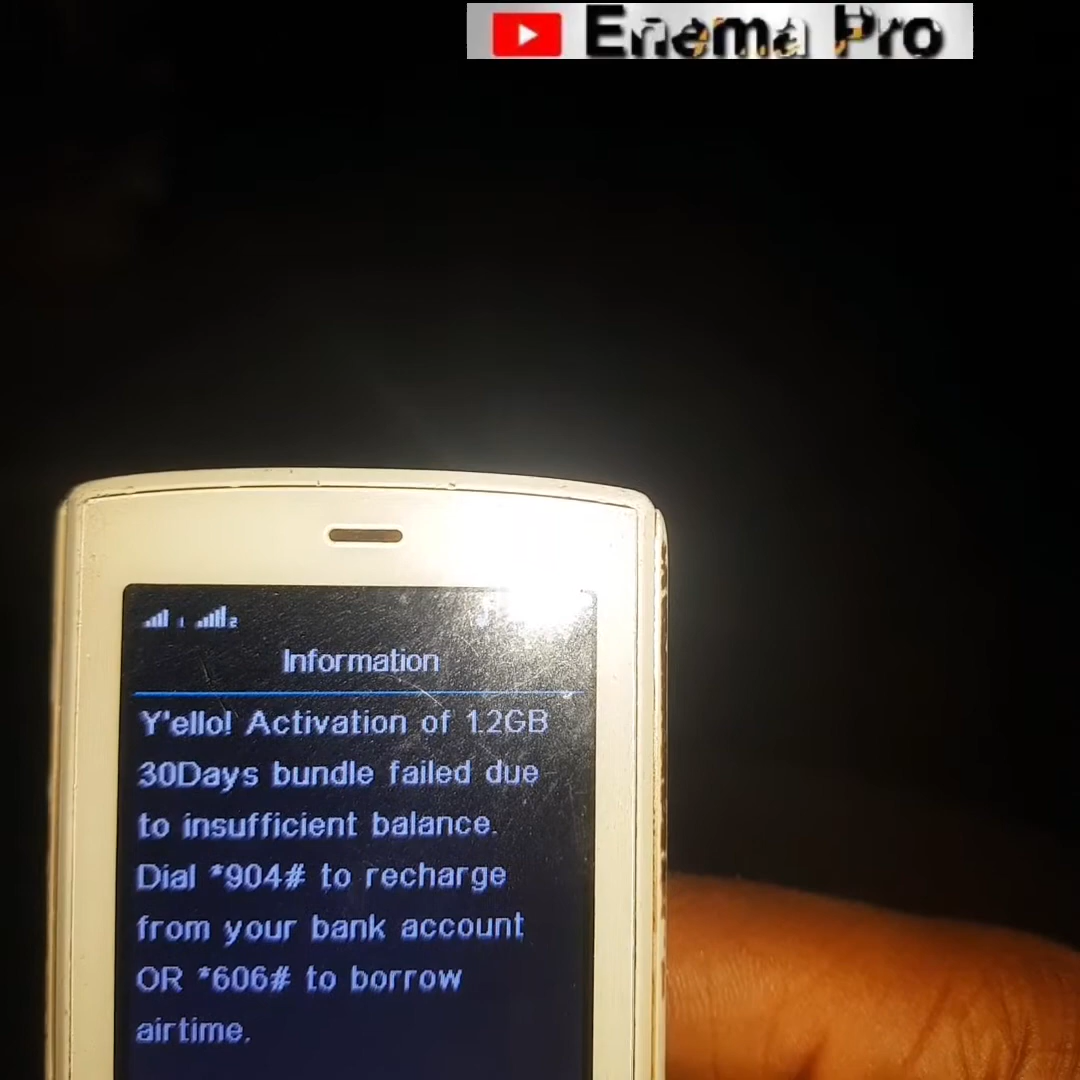 Enema Pro
Information
Y'ello! Activation of 1.2GB
30Days bundle failed due
to insufficient balance.
Dial *904# to recharge
from your bank account
OR *606# to borrow
airtime.